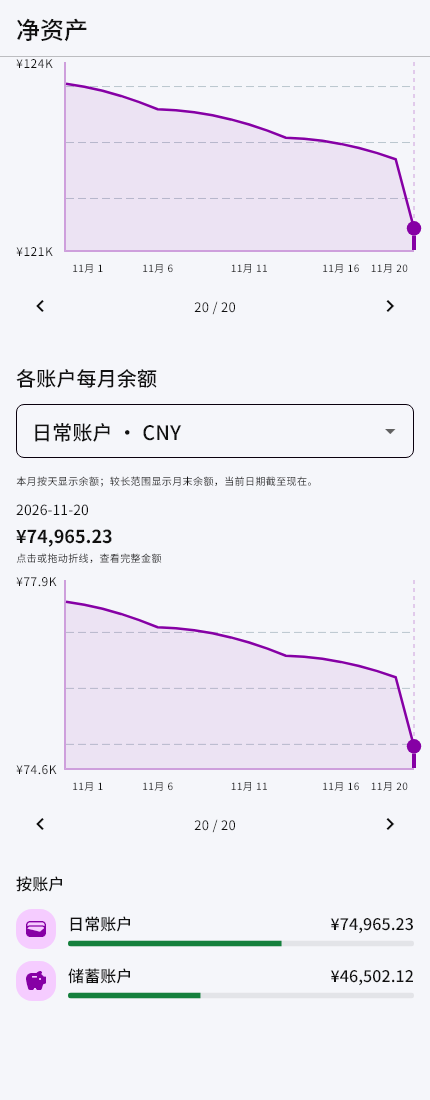 净资产
¥124K
¥121K
11月 1 11月 6 11月 11 11月 16 11月 20
20 / 20
各账户每月余额
日常账户 · CNY
本月按天显示余额；较长范围显示月末余额，当前日期截至现在。
2026-11-20
¥74,965.23
点击或拖动折线，查看完整金额
¥77.9K
¥74.6K
11月 1 11月 6 11月 11 11月 16 11月 20
20 / 20
按账户
日常账户 ¥74,965.23
储蓄账户 ¥46,502.12